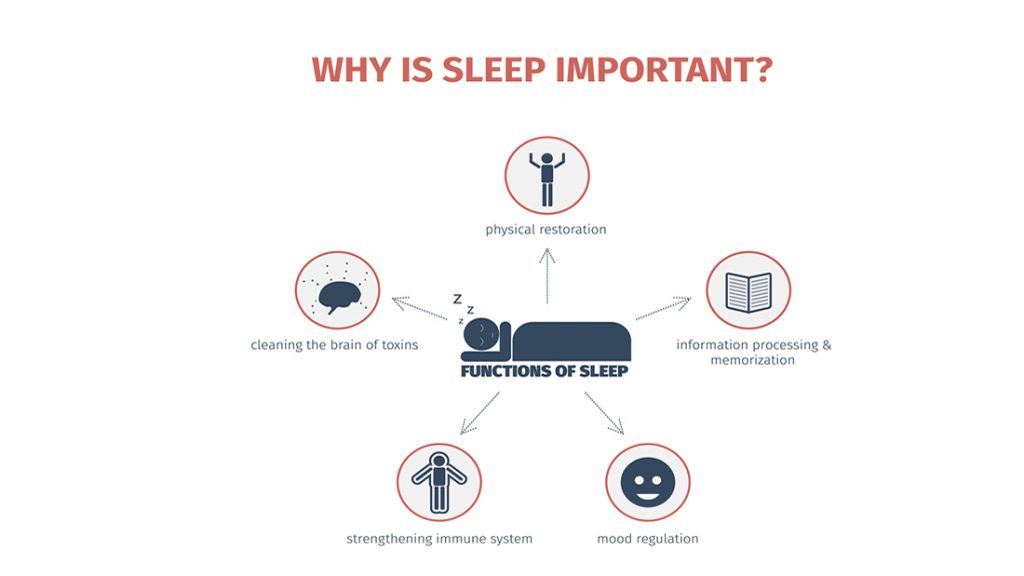 WHY IS SLEEP IMPORTANT?
physical restoration
cleaning the brain of toxins
z
z
z
information processing &
memorization
FUNCTIONS OF SLEEP
strengthening immune system
mood regulation